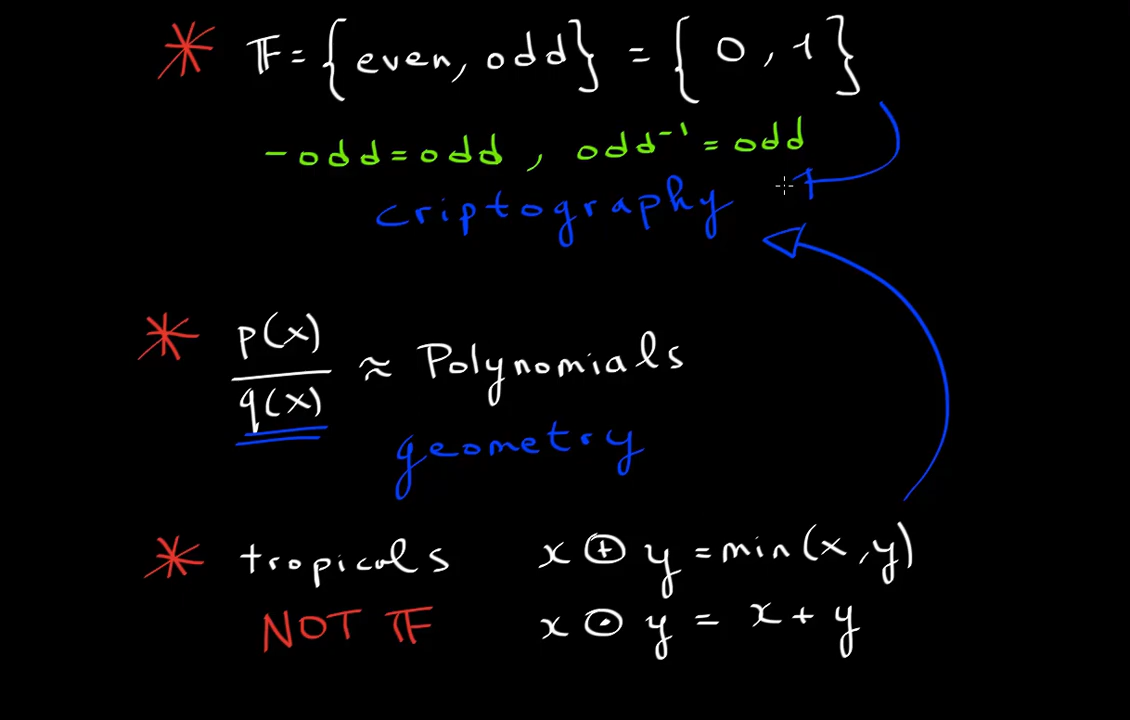 * 𝔽 = {even, odd} = {0, 1}
-odd = odd, odd⁻¹ = odd
criptography
* p(x)/q(x) ≈ Polynomials
geometry
* tropicals x ⊕ y = min(x, y)
NOT 𝔽 x ⊙ y = x + y